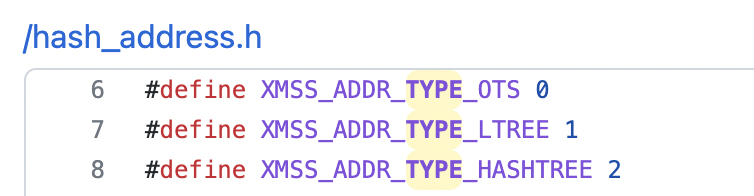 /hash_address.h
6 #define XMSS_ADDR_TYPE_OTS 0
7 #define XMSS_ADDR_TYPE_LTREE 1
8 #define XMSS_ADDR_TYPE_HASHTREE 2